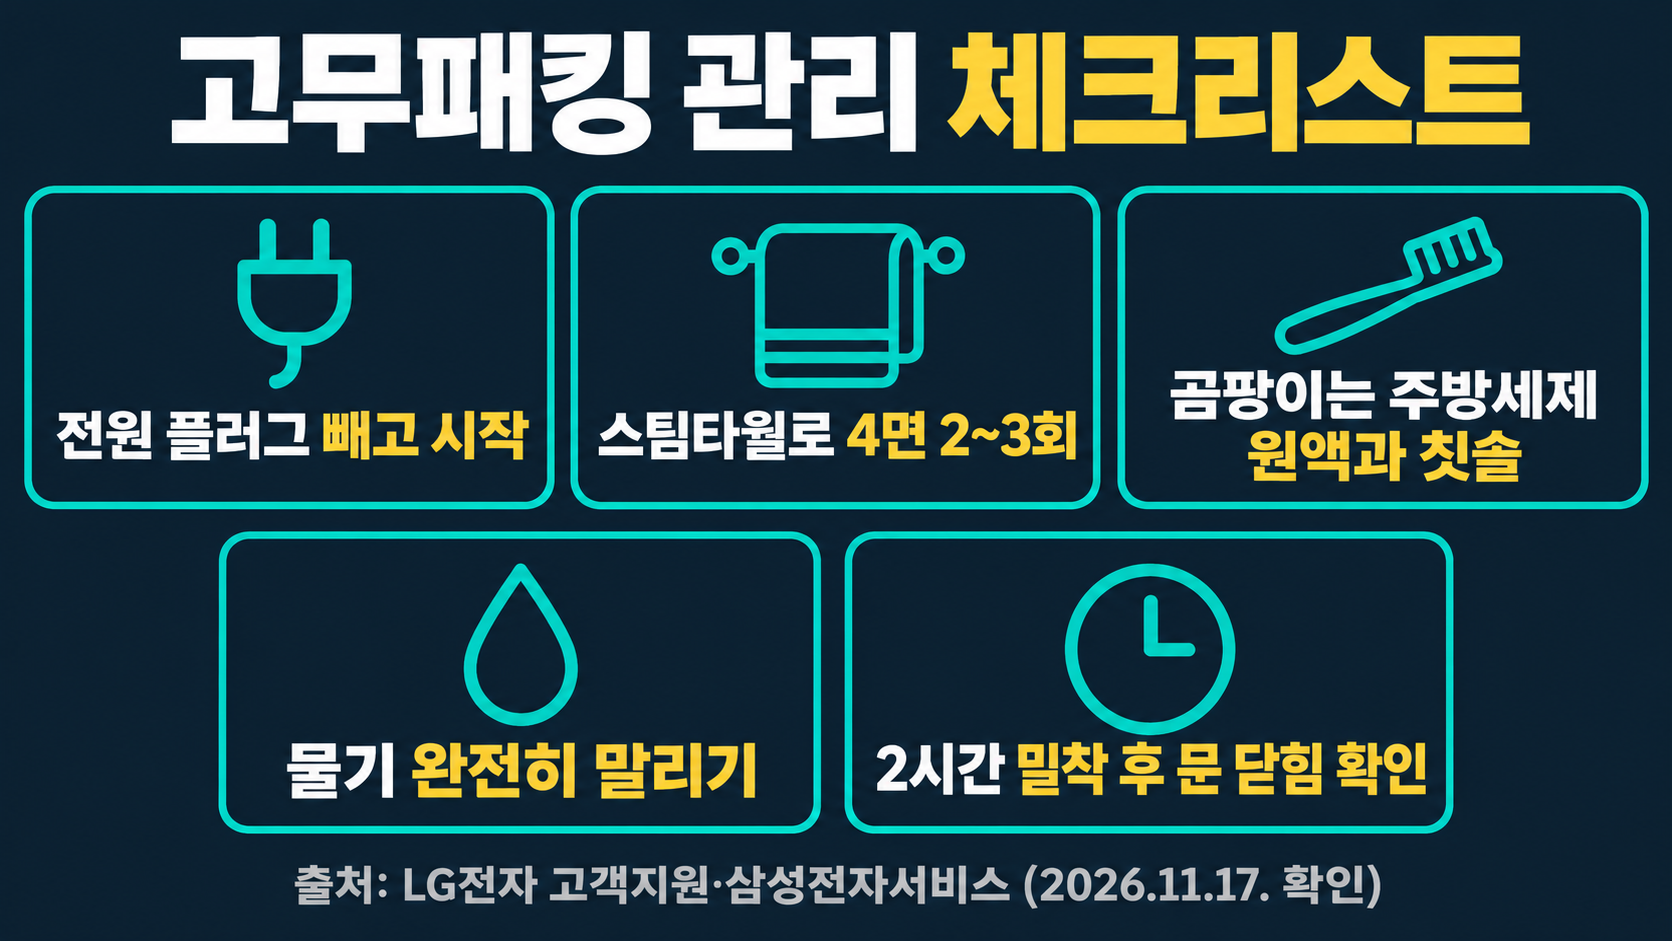 고무패킹 관리 체크리스트
전원 플러그 빼고 시작
스팀타월로 4면 2~3회
곰팡이는 주방세제
원액과 칫솔
물기 완전히 말리기
2시간 밀착 후 문 닫힘 확인
출처: LG전자 고객지원·삼성전자서비스 (2026.11.17. 확인)